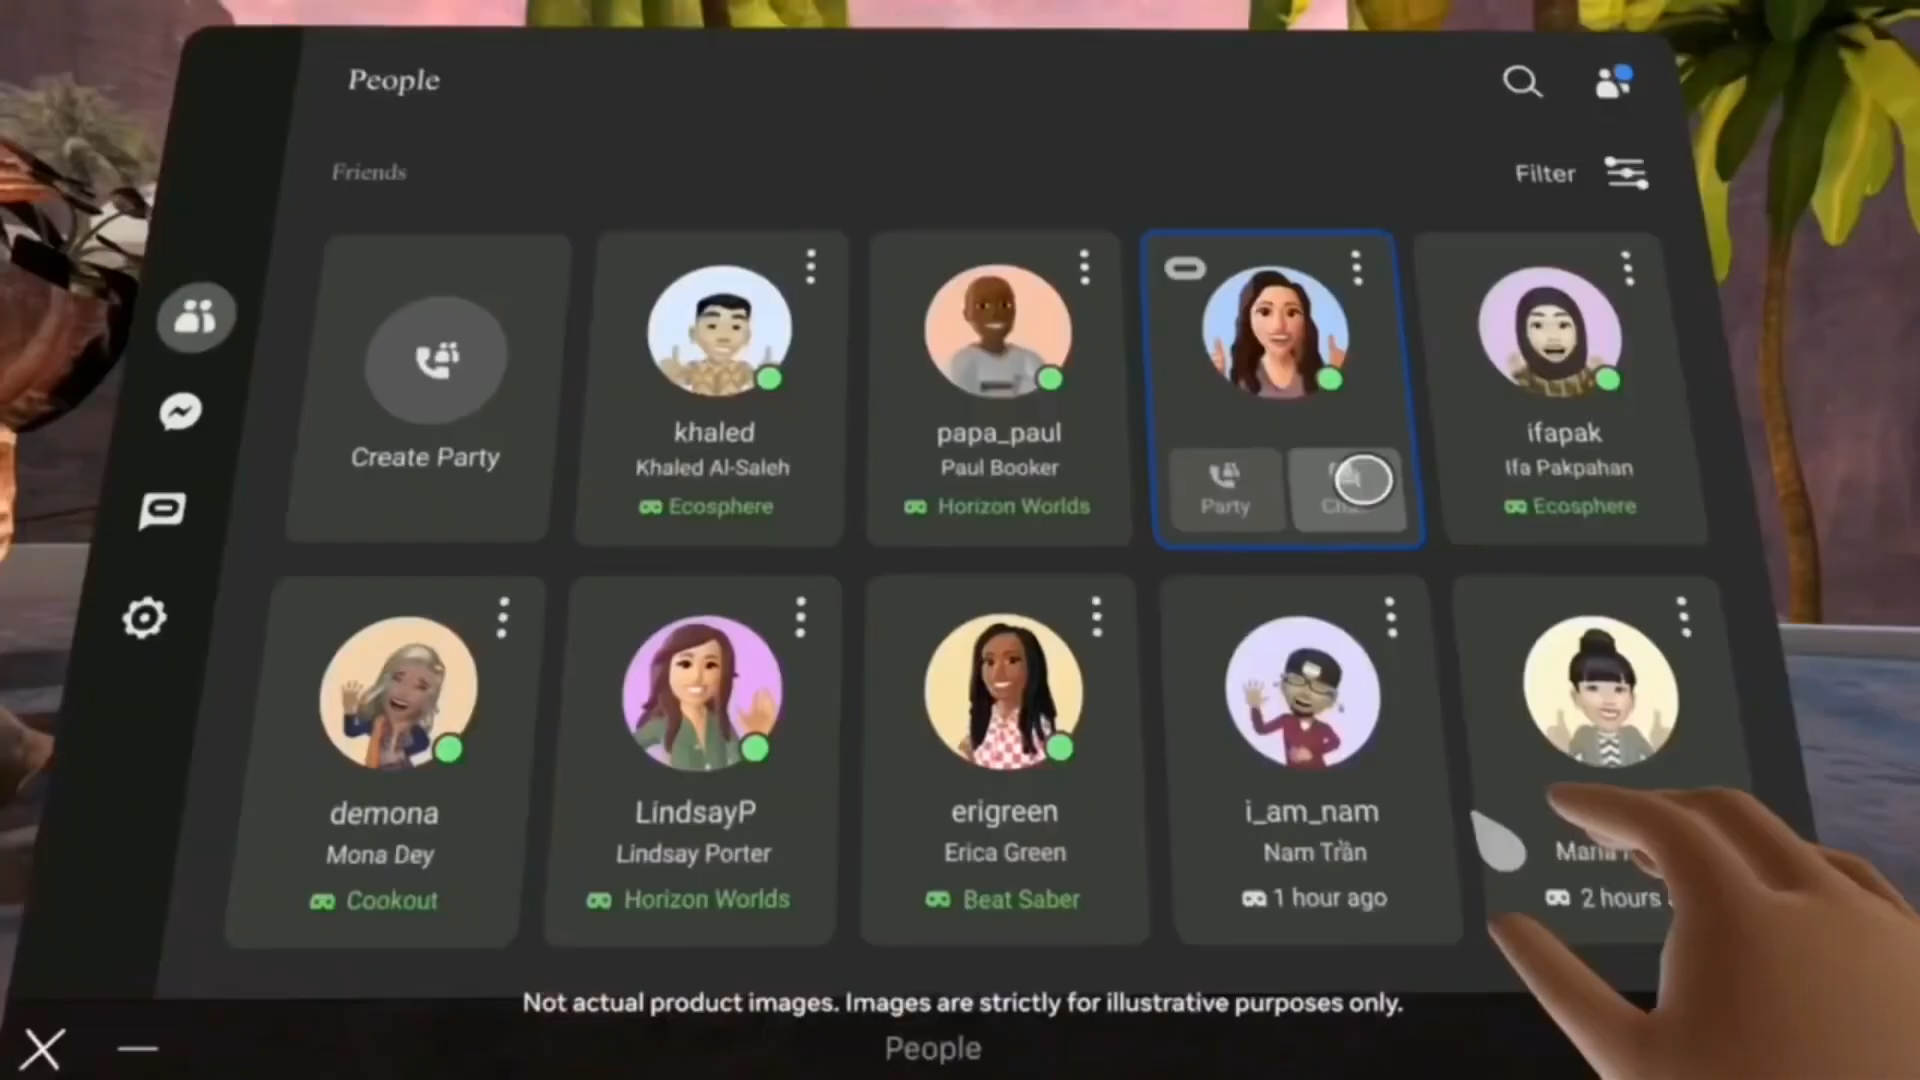 People
Friends
Filter
Create Party
khaled
Khaled Al-Saleh
Ecosphere
papa_paul
Paul Booker
Horizon Worlds
Party
ifapak
Ifa Pakpahan
Ecosphere
demona
Mona Dey
Cookout
LindsayP
Lindsay Porter
Horizon Worlds
erigreen
Erica Green
Beat Saber
i_am_nam
Nam Trần
1 hour ago
2 hours
Not actual product images. Images are strictly for illustrative purposes only.
People